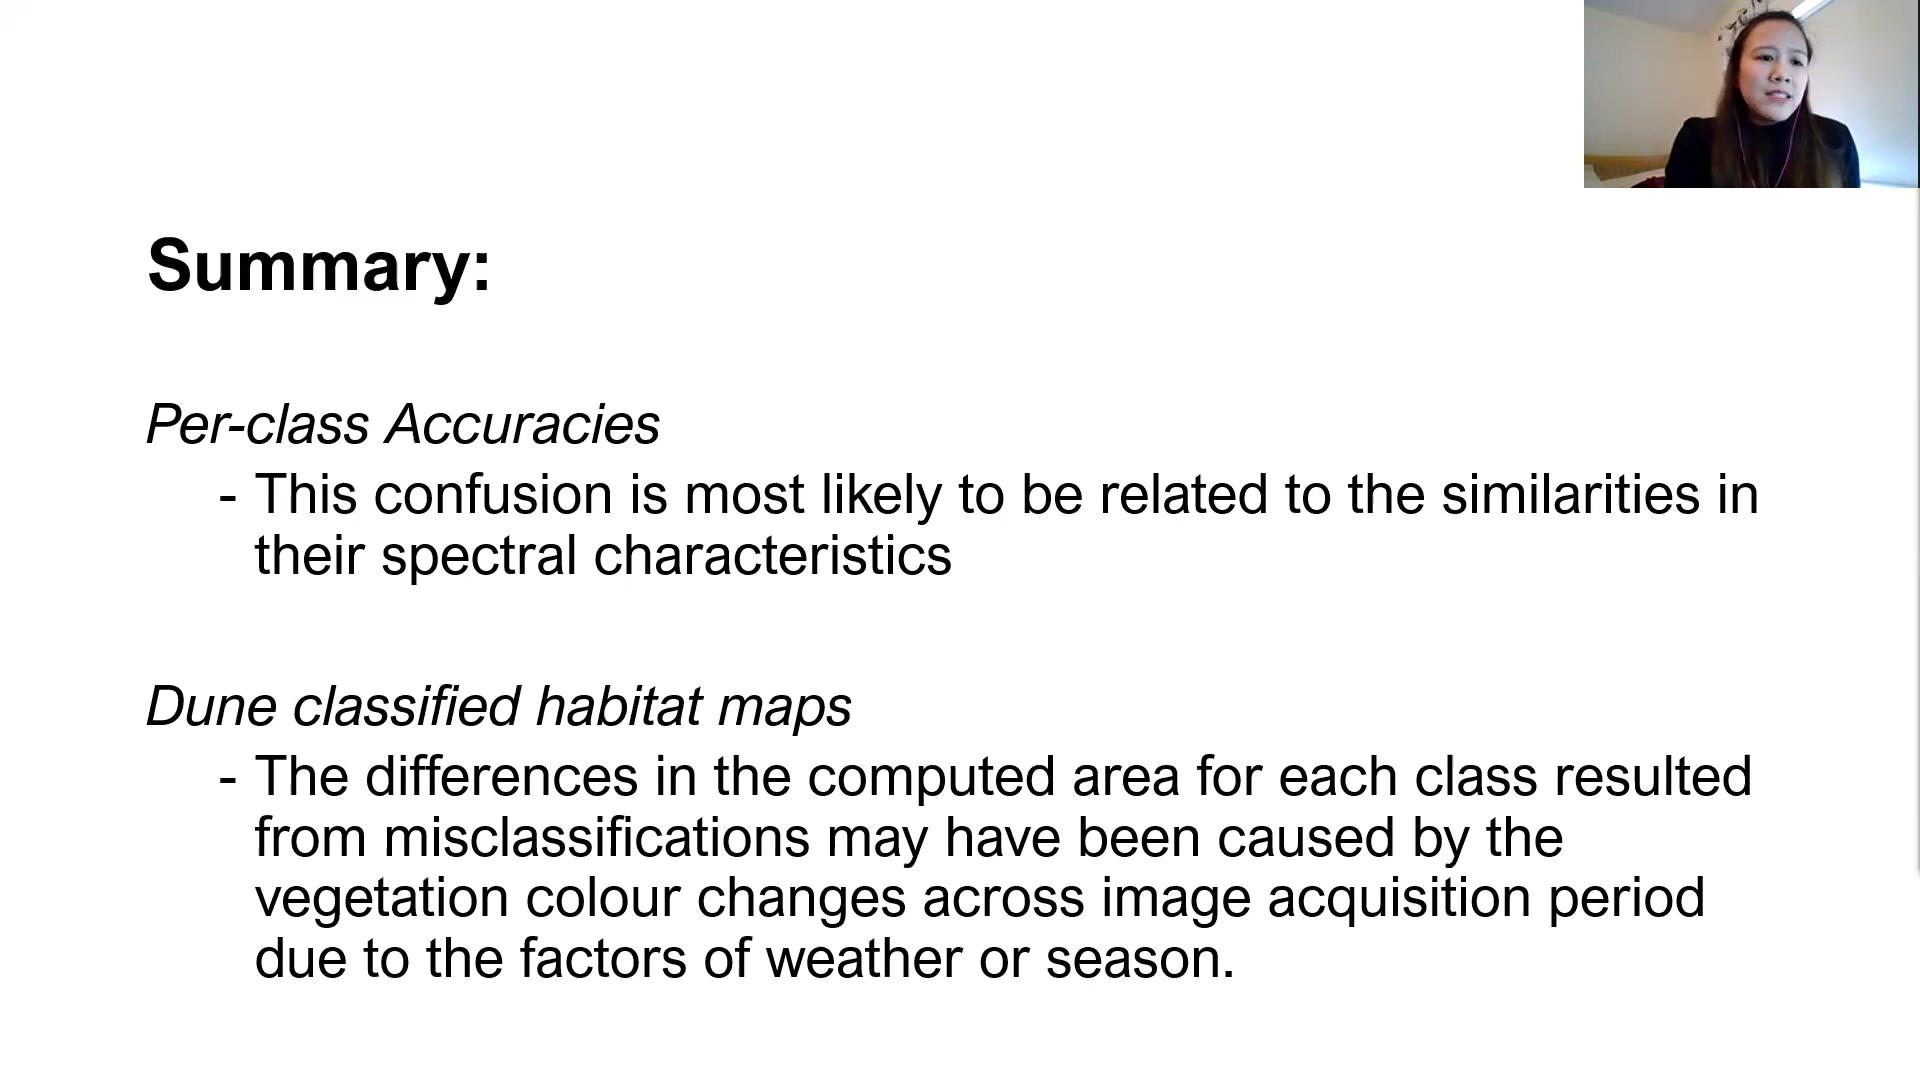 Summary:
Per-class Accuracies
- This confusion is most likely to be related to the similarities in
their spectral characteristics
Dune classified habitat maps
- The differences in the computed area for each class resulted
from misclassifications may have been caused by the
vegetation colour changes across image acquisition period
due to the factors of weather or season.